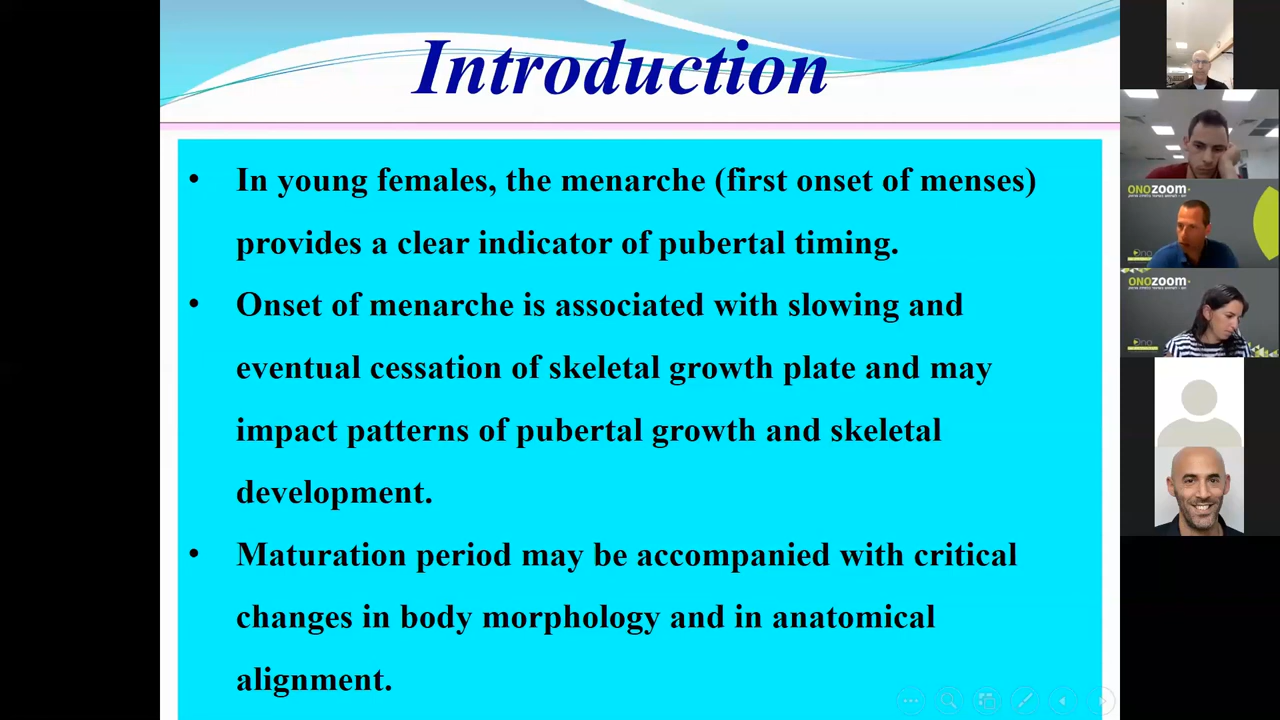 Introduction
• In young females, the menarche (first onset of menses)
provides a clear indicator of pubertal timing.
• Onset of menarche is associated with slowing and
eventual cessation of skeletal growth plate and may
impact patterns of pubertal growth and skeletal
development.
• Maturation period may be accompanied with critical
changes in body morphology and in anatomical
alignment.
ONOZOOM
ONOZOOM
Ono